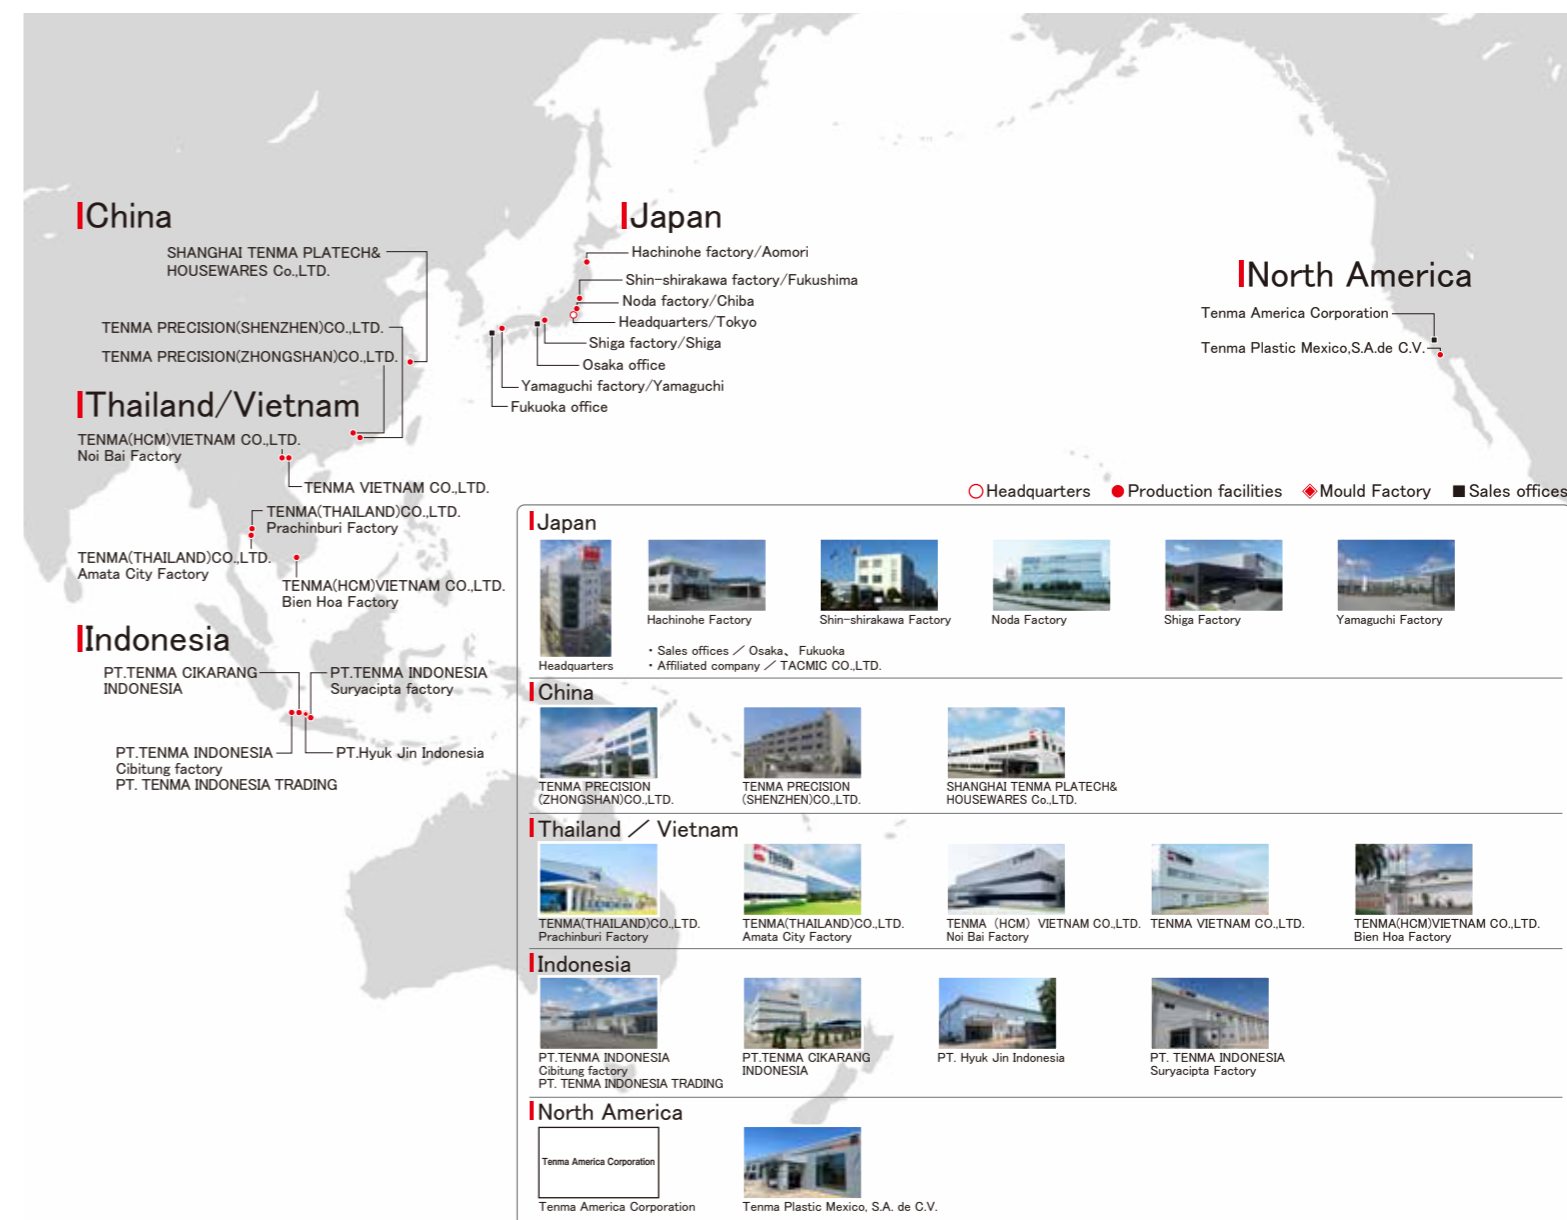 China
SHANGHAI TENMA PLATECH&
HOUSEWARES Co.,LTD.
TENMA PRECISION(SHENZHEN)CO.,LTD.
TENMA PRECISION(ZHONGSHAN)CO.,LTD.
Thailand/Vietnam
TENMA(HCM)VIETNAM CO.,LTD.
Noi Bai Factory
TENMA VIETNAM CO.,LTD.
TENMA(THAILAND)CO.,LTD.
Prachinburi Factory
TENMA(THAILAND)CO.,LTD.
Amata City Factory
TENMA(HCM)VIETNAM CO.,LTD.
Bien Hoa Factory
Indonesia
PT.TENMA CIKARANG
INDONESIA
PT.TENMA INDONESIA
Suryacipta factory
PT.TENMA INDONESIA
Cibitung factory
PT. TENMA INDONESIA TRADING
PT.Hyuk Jin Indonesia
Japan
Hachinohe factory/Aomori
Shin-shirakawa factory/Fukushima
Noda factory/Chiba
Headquarters/Tokyo
Shiga factory/Shiga
Osaka office
Yamaguchi factory/Yamaguchi
Fukuoka office
North America
Tenma America Corporation
Tenma Plastic Mexico,S.A.de C.V.
○Headquarters ●Production facilities ◈Mould Factory ■Sales offices
Japan
Headquarters
Hachinohe Factory
Shin-shirakawa Factory
Noda Factory
Shiga Factory
Yamaguchi Factory
・Sales offices ／ Osaka、 Fukuoka
・Affiliated company ／ TACMIC CO.,LTD.
China
TENMA PRECISION
(ZHONGSHAN)CO.,LTD.
TENMA PRECISION
(SHENZHEN)CO.,LTD.
SHANGHAI TENMA PLATECH&
HOUSEWARES Co.,LTD.
Thailand ／ Vietnam
TENMA(THAILAND)CO.,LTD.
Prachinburi Factory
TENMA(THAILAND)CO.,LTD.
Amata City Factory
TENMA（HCM）VIETNAM CO.,LTD.
Noi Bai Factory
TENMA VIETNAM CO.,LTD.
TENMA(HCM)VIETNAM CO.,LTD.
Bien Hoa Factory
Indonesia
PT.TENMA INDONESIA
Cibitung factory
PT. TENMA INDONESIA TRADING
PT.TENMA CIKARANG
INDONESIA
PT. Hyuk Jin Indonesia
PT. TENMA INDONESIA
Suryacipta Factory
North America
Tenma America Corporation
Tenma America Corporation
Tenma Plastic Mexico, S.A. de C.V.